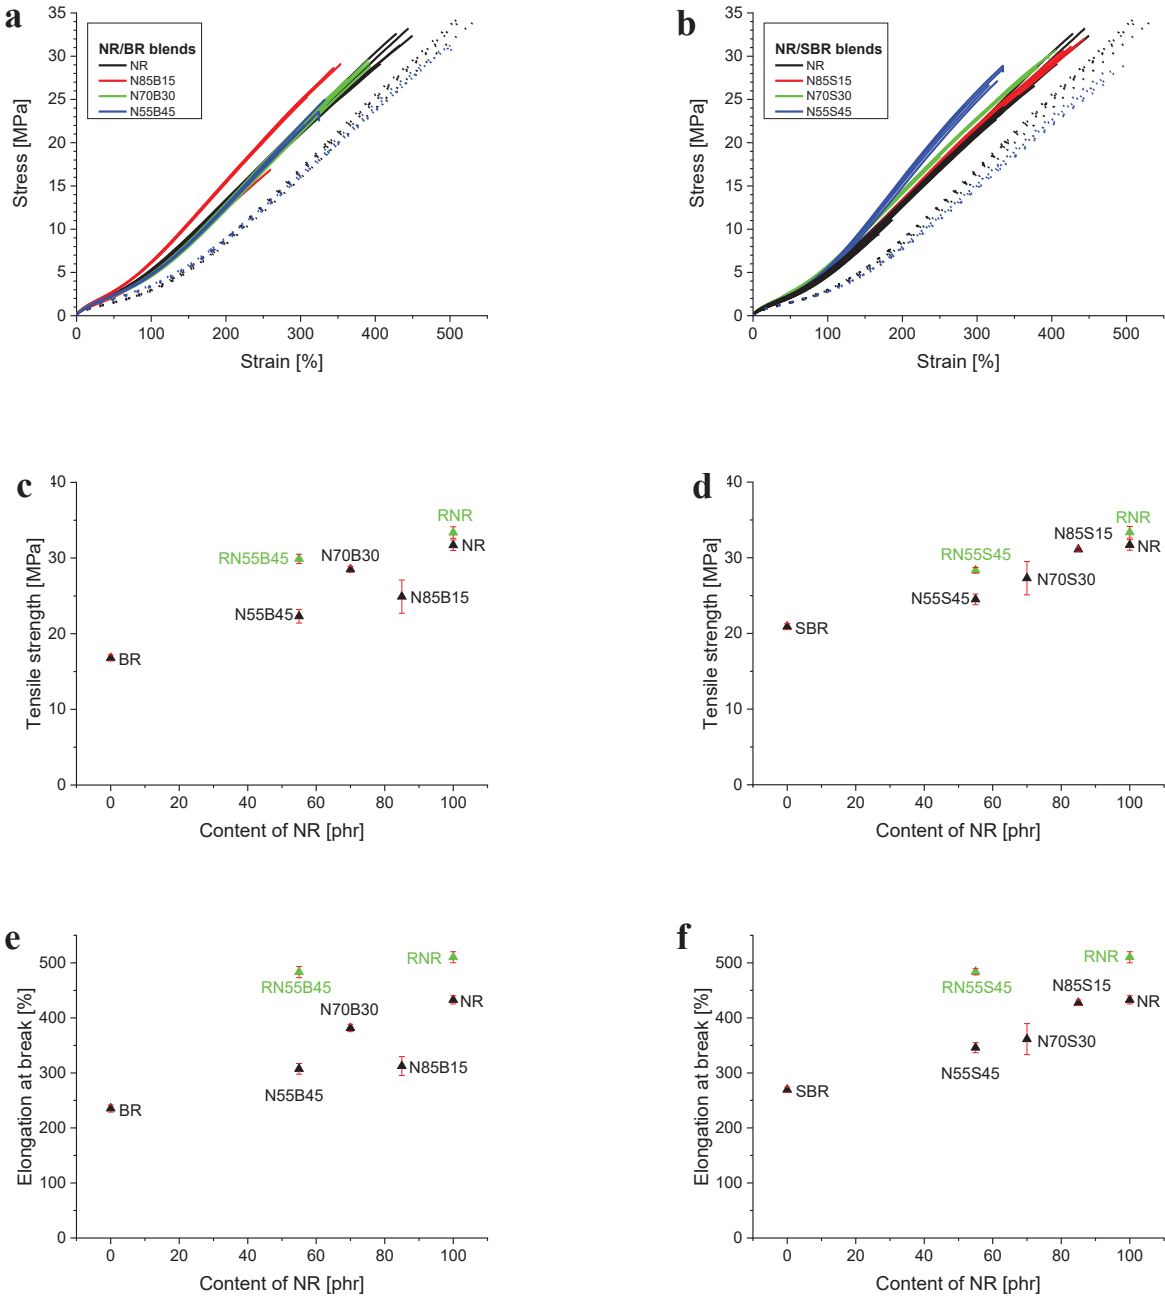 a
NR/BR blends
NR
N85B15
N70B30
N55B45
35
30
25
20
15
10
5
0
Stress [MPa]
0 100 200 300 400 500
Strain [%]
b
NR/SBR blends
NR
N85S15
N70S30
N55S45
35
30
25
20
15
10
5
0
Stress [MPa]
0 100 200 300 400 500
Strain [%]
c
40
30
20
10
0
Tensile strength [MPa]
RNR
NR
RN55B45
N70B30
N85B15
N55B45
BR
0 20 40 60 80 100
Content of NR [phr]
d
40
30
20
10
0
Tensile strength [MPa]
RNR
N85S15
NR
RN55S45
N70S30
N55S45
SBR
0 20 40 60 80 100
Content of NR [phr]
e
500
400
300
200
100
0
Elongation at break [%]
RNR
RN55B45
NR
N70B30
N85B15
N55B45
BR
0 20 40 60 80 100
Content of NR [phr]
f
500
400
300
200
100
0
Elongation at break [%]
RNR
RN55S45
N85S15
NR
N70S30
N55S45
SBR
0 20 40 60 80 100
Content of NR [phr]